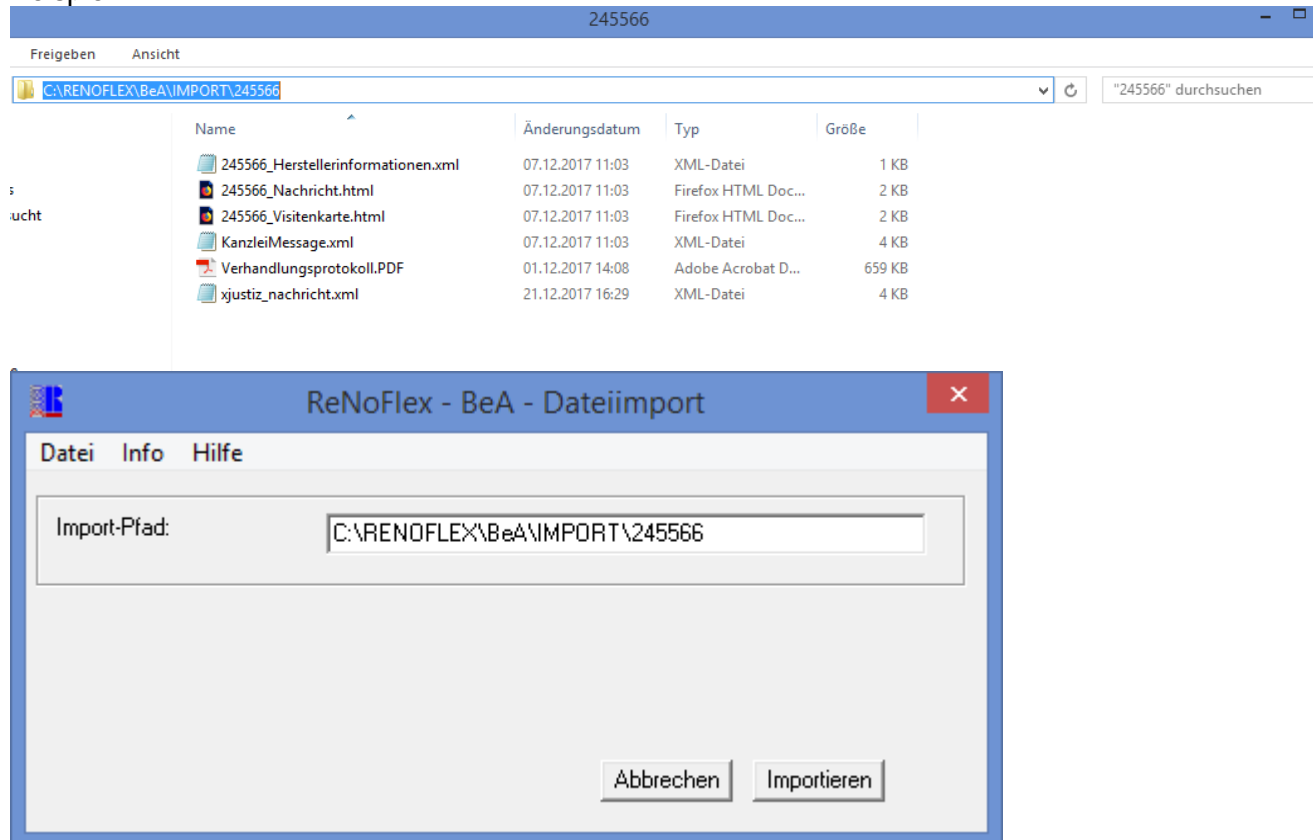 245566
Freigeben Ansicht
C:\RENOFLEX\BeA\IMPORT\245566 "245566" durchsuchen
Name Änderungsdatum Typ Größe
245566_Herstellerinformationen.xml 07.12.2017 11:03 XML-Datei 1 KB
245566_Nachricht.html 07.12.2017 11:03 Firefox HTML Doc... 2 KB
ucht 245566_Visitenkarte.html 07.12.2017 11:03 Firefox HTML Doc... 2 KB
KanzleiMessage.xml 07.12.2017 11:03 XML-Datei 4 KB
Verhandlungsprotokoll.PDF 01.12.2017 14:08 Adobe Acrobat D... 659 KB
xjustiz_nachricht.xml 21.12.2017 16:29 XML-Datei 4 KB
ReNoFlex - BeA - Dateiimport
Datei Info Hilfe
Import-Pfad: C:\RENOFLEX\BeA\IMPORT\245566
Abbrechen Importieren